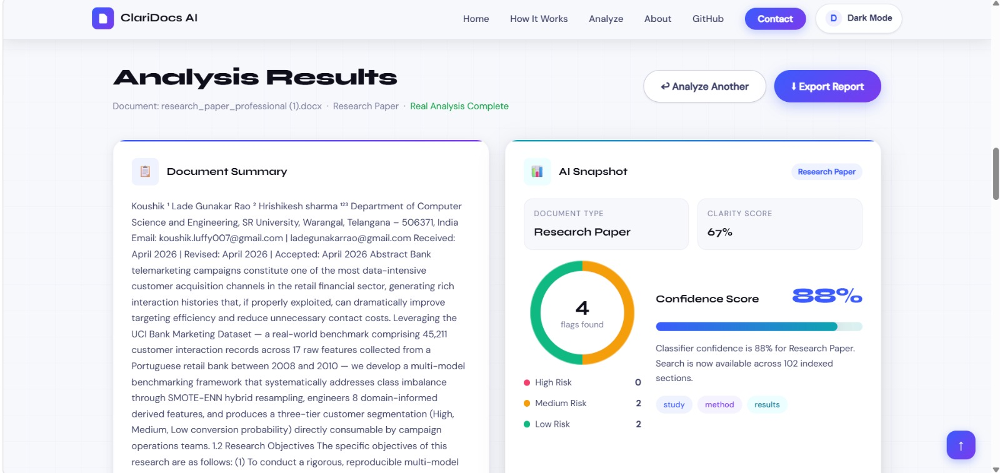 ClariDocs AI
Home
How It Works
Analyze
About
GitHub
Contact
D Dark Mode
Analysis Results
Document: research_paper_professional (1).docx · Research Paper · Real Analysis Complete
↩ Analyze Another
⬇ Export Report
Document Summary
Koushik ¹ Lade Gunakar Rao ² Hrishikesh sharma ¹²³ Department of Computer
Science and Engineering, SR University, Warangal, Telangana – 506371, India
Email: koushik.luffy007@gmail.com | ladegunakarrao@gmail.com Received:
April 2026 | Revised: April 2026 | Accepted: April 2026 Abstract Bank
telemarketing campaigns constitute one of the most data-intensive
customer acquisition channels in the retail financial sector, generating rich
interaction histories that, if properly exploited, can dramatically improve
targeting efficiency and reduce unnecessary contact costs. Leveraging the
UCI Bank Marketing Dataset — a real-world benchmark comprising 45,211
customer interaction records across 17 raw features collected from a
Portuguese retail bank between 2008 and 2010 — we develop a multi-model
benchmarking framework that systematically addresses class imbalance
through SMOTE-ENN hybrid resampling, engineers 8 domain-informed
derived features, and produces a three-tier customer segmentation (High,
Medium, Low conversion probability) directly consumable by campaign
operations teams. 1.2 Research Objectives The specific objectives of this
research are as follows: (1) To conduct a rigorous, reproducible multi-model
AI Snapshot
Research Paper
DOCUMENT TYPE
Research Paper
CLARITY SCORE
67%
4
flags found
High Risk 0
Medium Risk 2
Low Risk 2
Confidence Score 88%
Classifier confidence is 88% for Research Paper.
Search is now available across 102 indexed
sections.
study
method
results
↑